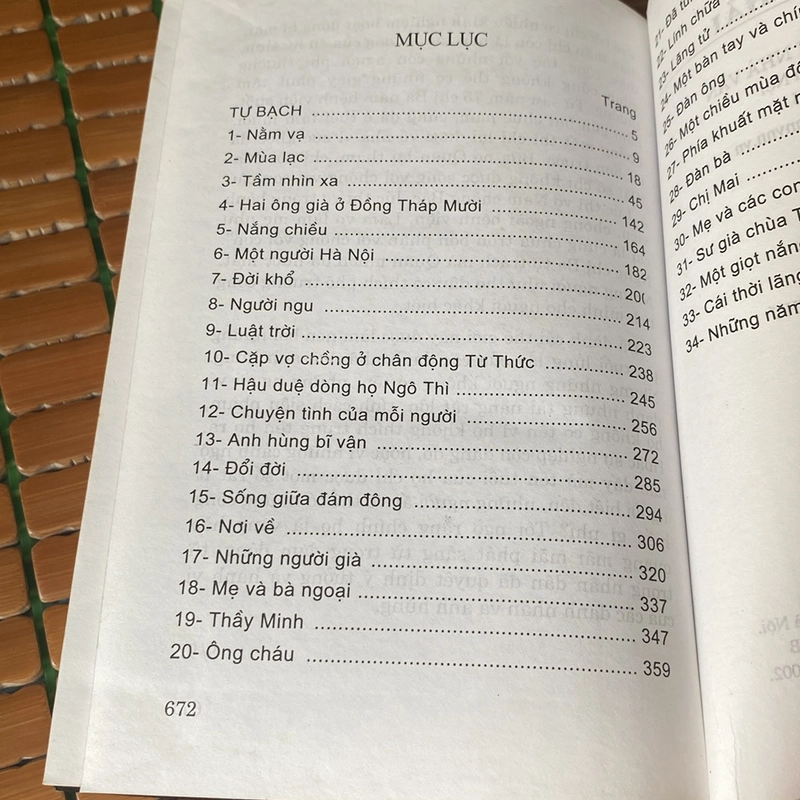 MỤC LỤC
Trang
TỰ BẠCH 5
1- Nằm vạ 9
2- Mùa lạc 18
3- Tầm nhìn xa 45
4- Hai ông già ở Đồng Tháp Mười 142
5- Nắng chiều 164
6- Một người Hà Nội 182
7- Đời khổ 200
8- Người ngu 214
9- Luật trời 223
10- Cặp vợ chồng ở chân động Từ Thức 238
11- Hậu duệ dòng họ Ngô Thì 245
12- Chuyện tình của mỗi người 256
13- Anh hùng bĩ vận 272
14- Đổi đời 285
15- Sống giữa đám đông 294
16- Nơi về 306
17- Những người già 320
18- Mẹ và bà ngoại 337
19- Thầy Minh 347
20- Ông cháu 359
672
21- Đã
22- Lính chữa
23- Lãng tử
24- Một bàn tay và
25- Đàn ông
26- Một chiều mùa
27- Phía khuất mặt
28- Đàn bà
29- Chị Mai
30- Mẹ và các con
31- Sư già chùa
32- Một giọt
33- Cái thời
34- Những năm